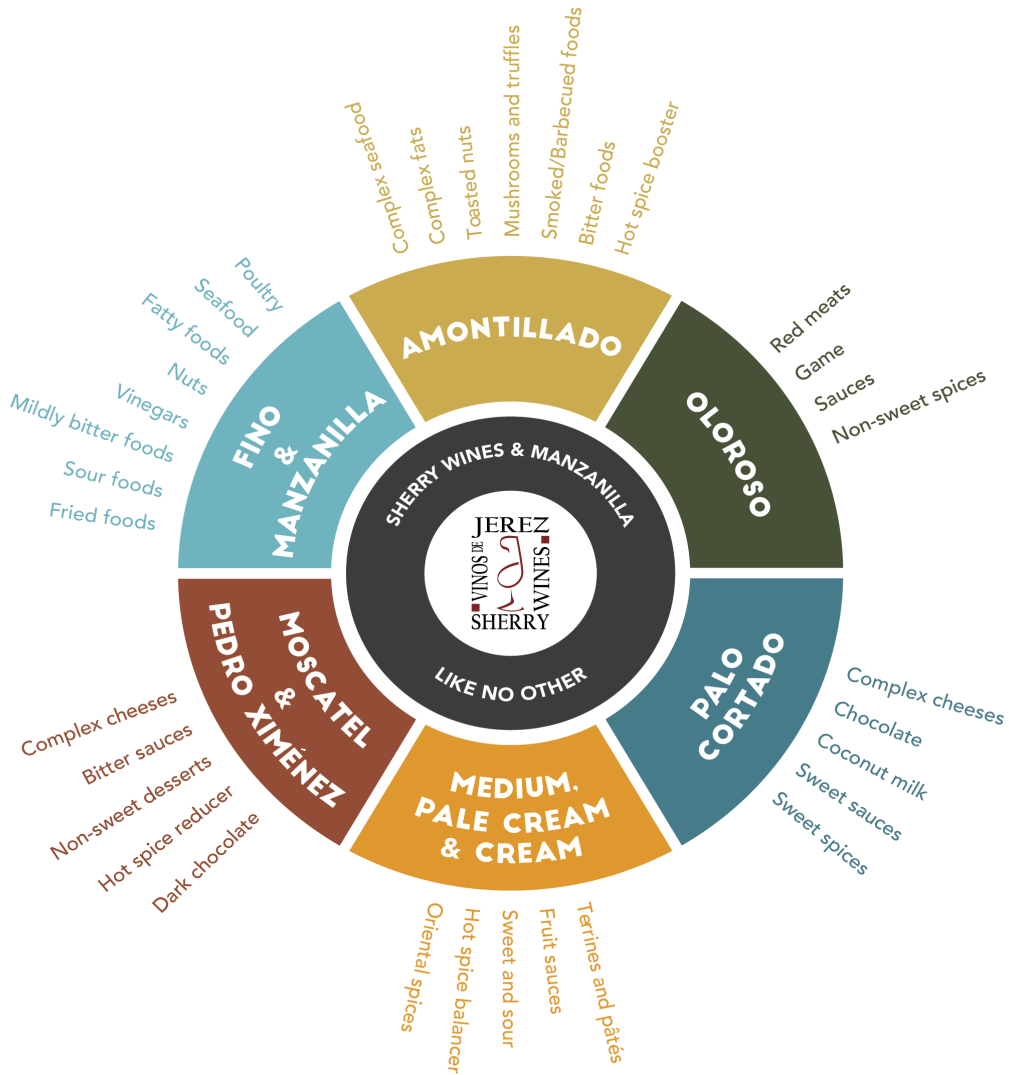 Complex seafood
Complex fats
Toasted nuts
Mushrooms and truffles
Smoked/Barbecued foods
Bitter foods
Hot spice booster
AMONTILLADO
Red meats
Game
Sauces
Non-sweet spices
OLOROSO
Complex cheeses
Chocolate
Coconut milk
Sweet sauces
Sweet spices
PALO
CORTADO
Terrines and pâtés
Fruit sauces
Sweet and sour
Hot spice balancer
Oriental spices
MEDIUM,
PALE CREAM
& CREAM
Dark chocolate
Hot spice reducer
Non-sweet desserts
Bitter sauces
Complex cheeses
MOSCATEL
&
PEDRO XIMÉNEZ
Fried foods
Sour foods
Mildly bitter foods
Vinegars
Nuts
Fatty foods
Seafood
Poultry
FINO
&
MANZANILLA
SHERRY WINES & MANZANILLA
LIKE NO OTHER
JEREZ
VINOS DE
WINES
SHERRY